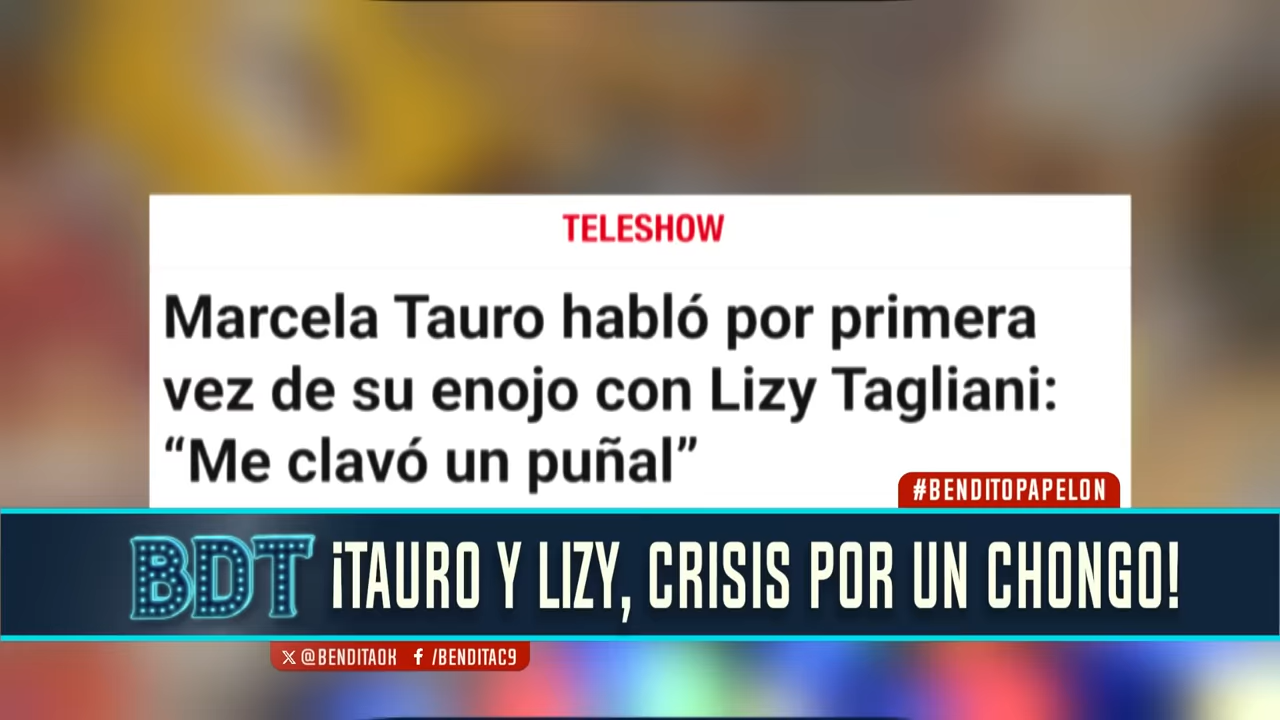 TELESHOW
Marcela Tauro habló por primera
vez de su enojo con Lizy Tagliani:
“Me clavó un puñal”
#BENDITOPAPELON
BDT ¡TAURO Y LIZY, CRISIS POR UN CHONGO!
X @BENDITAOK f /BENDITAC9